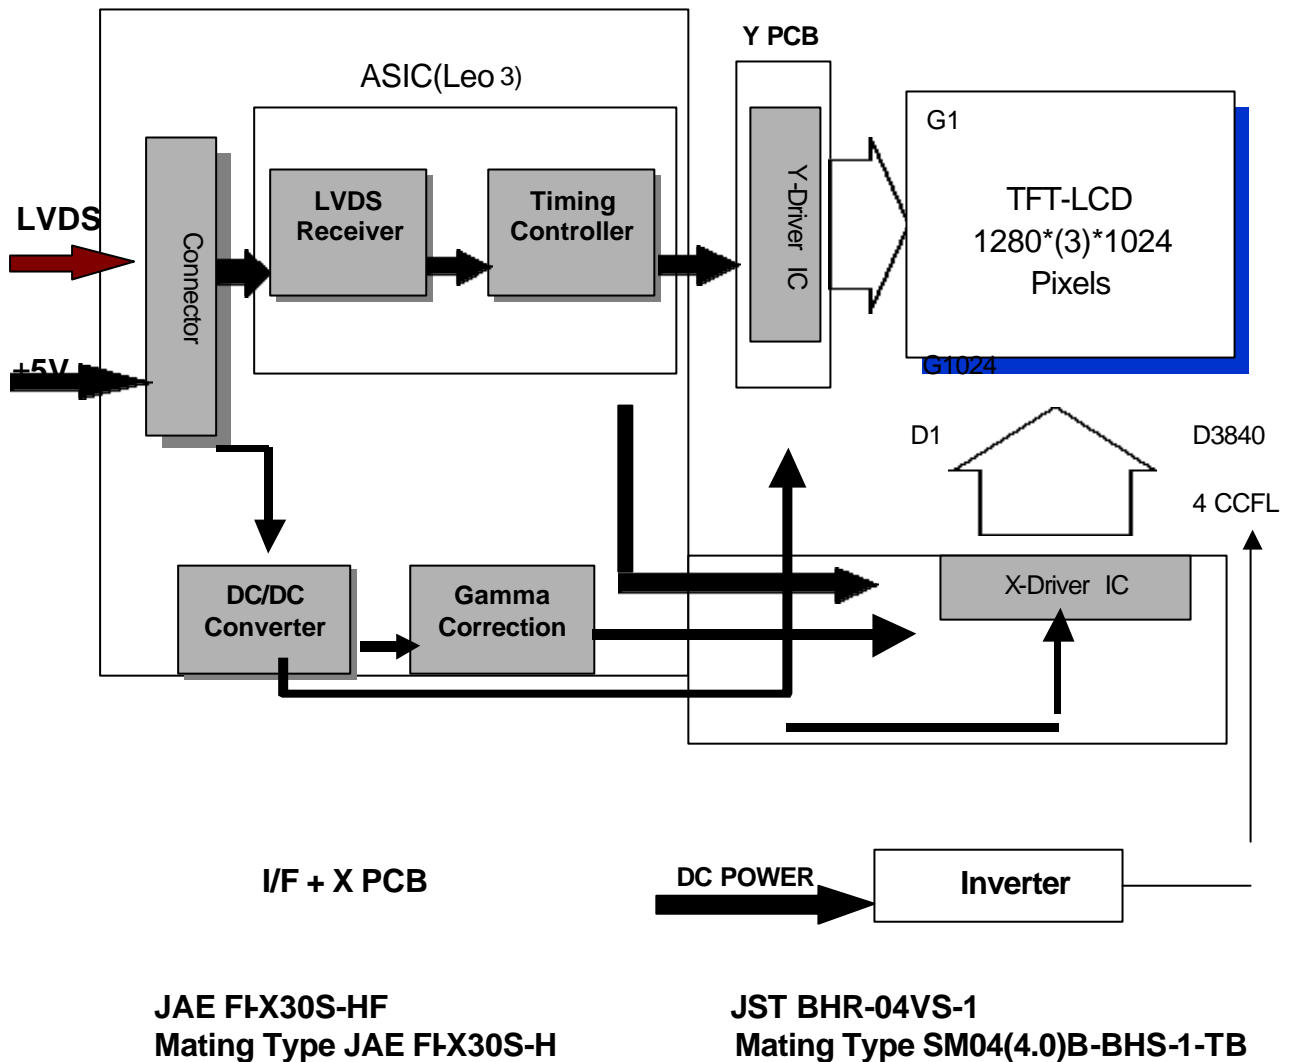 Y PCB
ASIC(Leo 3)
G1
LVDS
Receiver
Timing
Controller
Y-Driver IC
TFT-LCD
1280*(3)*1024
Pixels
LVDS
Connector
+5V
G1024
D1
D3840
4 CCFL
DC/DC
Converter
Gamma
Correction
X-Driver IC
I/F + X PCB
DC POWER
Inverter
JAE FI-X30S-HF
Mating Type JAE FI-X30S-H
JST BHR-04VS-1
Mating Type SM04(4.0)B-BHS-1-TB